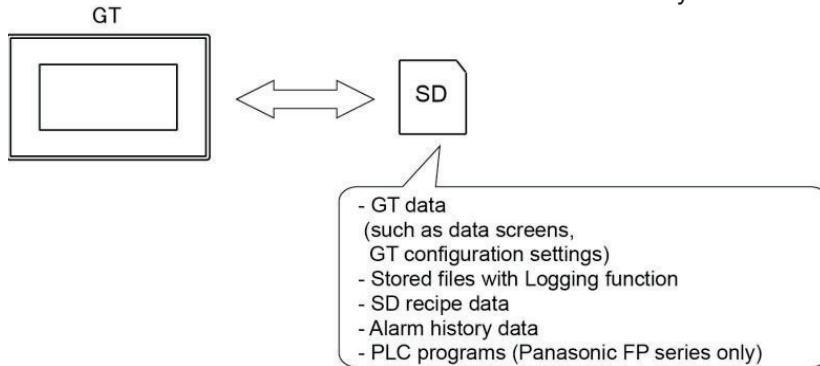 GT
SD
- GT data
(such as data screens,
GT configuration settings)
- Stored files with Logging function
- SD recipe data
- Alarm history data
- PLC programs (Panasonic FP series only)